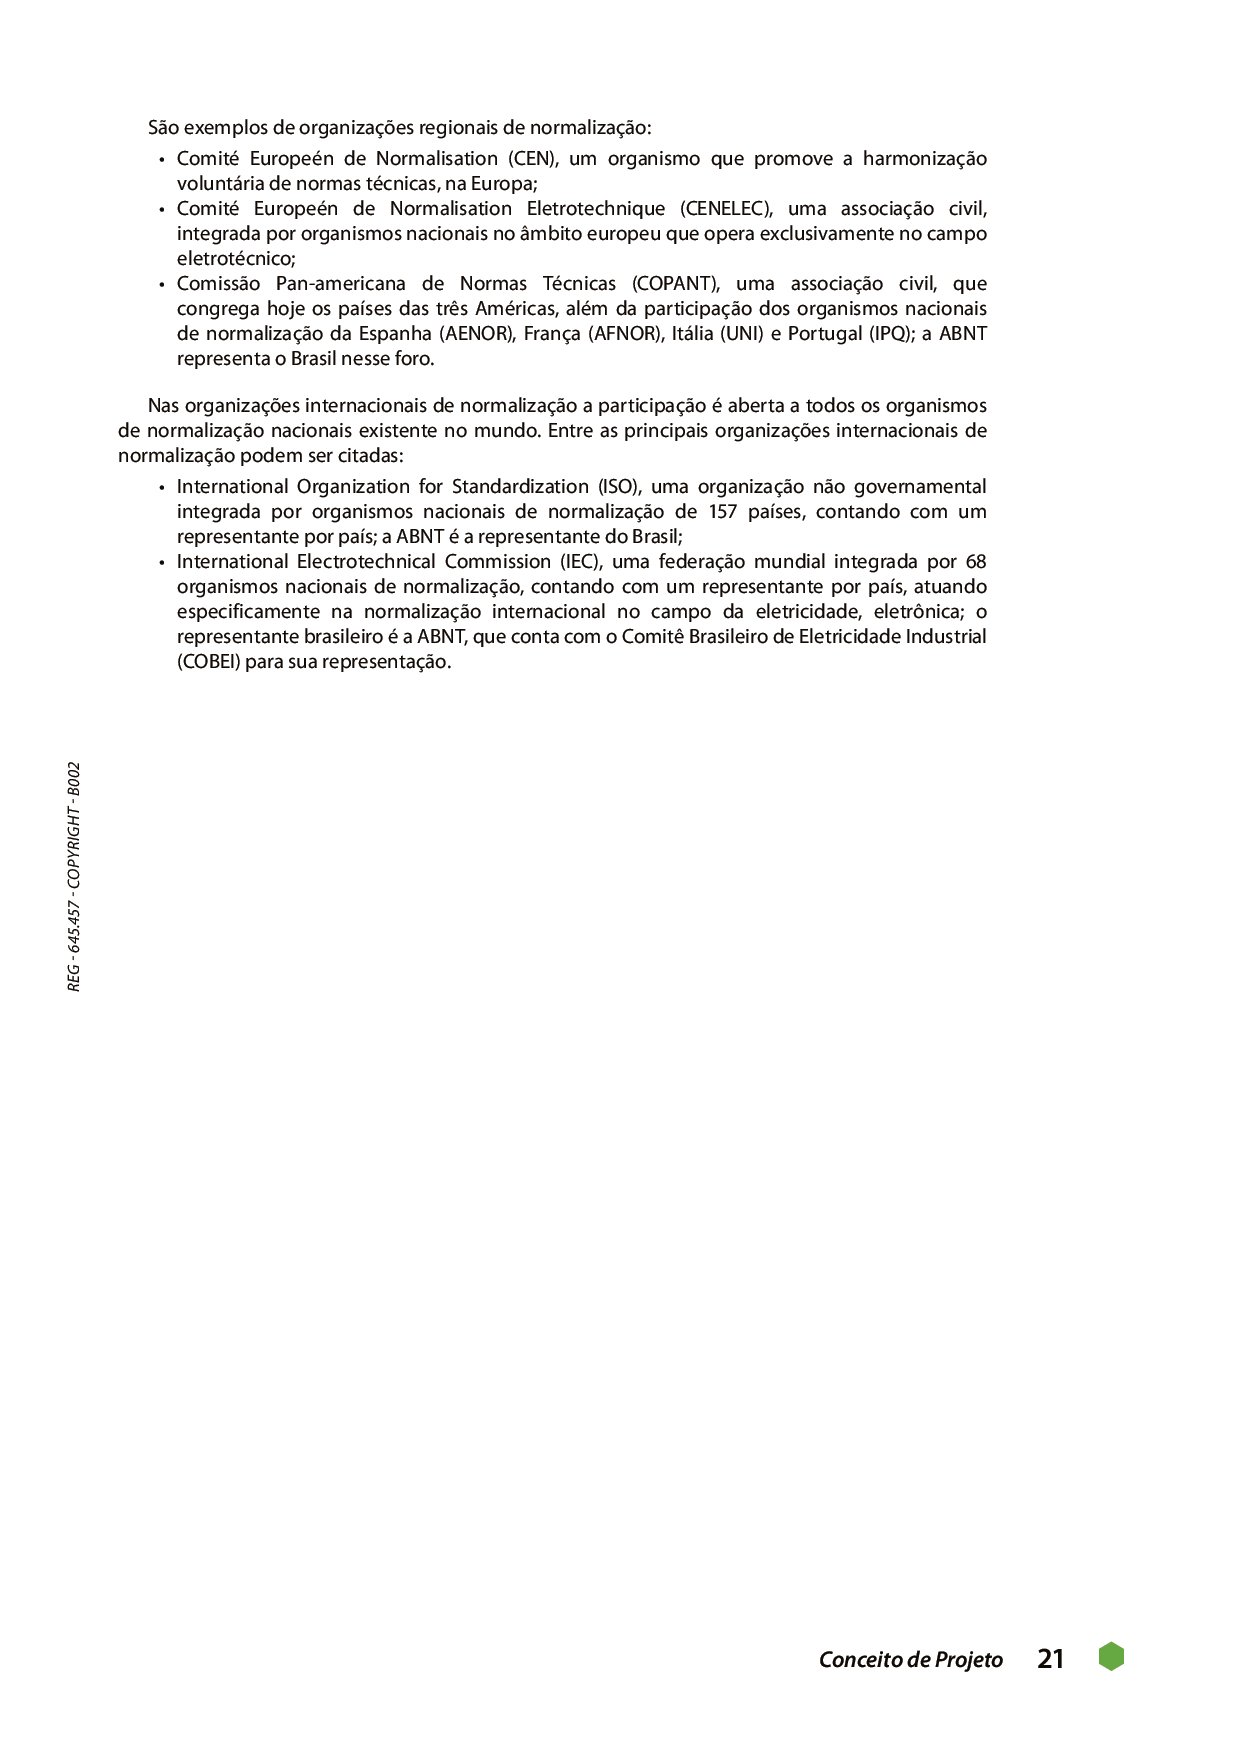 São exemplos de organizações regionais de normalização:
• Comité Europeén de Normalisation (CEN), um organismo que promove a harmonização
voluntária de normas técnicas, na Europa;
• Comité Europeén de Normalisation Eletrotechnique (CENELEC), uma associação civil,
integrada por organismos nacionais no âmbito europeu que opera exclusivamente no campo
eletrotécnico;
• Comissão Pan-americana de Normas Técnicas (COPANT), uma associação civil, que
congrega hoje os países das três Américas, além da participação dos organismos nacionais
de normalização da Espanha (AENOR), França (AFNOR), Itália (UNI) e Portugal (IPQ); a ABNT
representa o Brasil nesse foro.
Nas organizações internacionais de normalização a participação é aberta a todos os organismos
de normalização nacionais existente no mundo. Entre as principais organizações internacionais de
normalização podem ser citadas:
• International Organization for Standardization (ISO), uma organização não governamental
integrada por organismos nacionais de normalização de 157 países, contando com um
representante por país; a ABNT é a representante do Brasil;
• International Electrotechnical Commission (IEC), uma federação mundial integrada por 68
organismos nacionais de normalização, contando com um representante por país, atuando
especificamente na normalização internacional no campo da eletricidade, eletrônica; o
representante brasileiro é a ABNT, que conta com o Comitê Brasileiro de Eletricidade Industrial
(COBEI) para sua representação.
REG - 645.457 - COPYRIGHT - B002
Conceito de Projeto 21